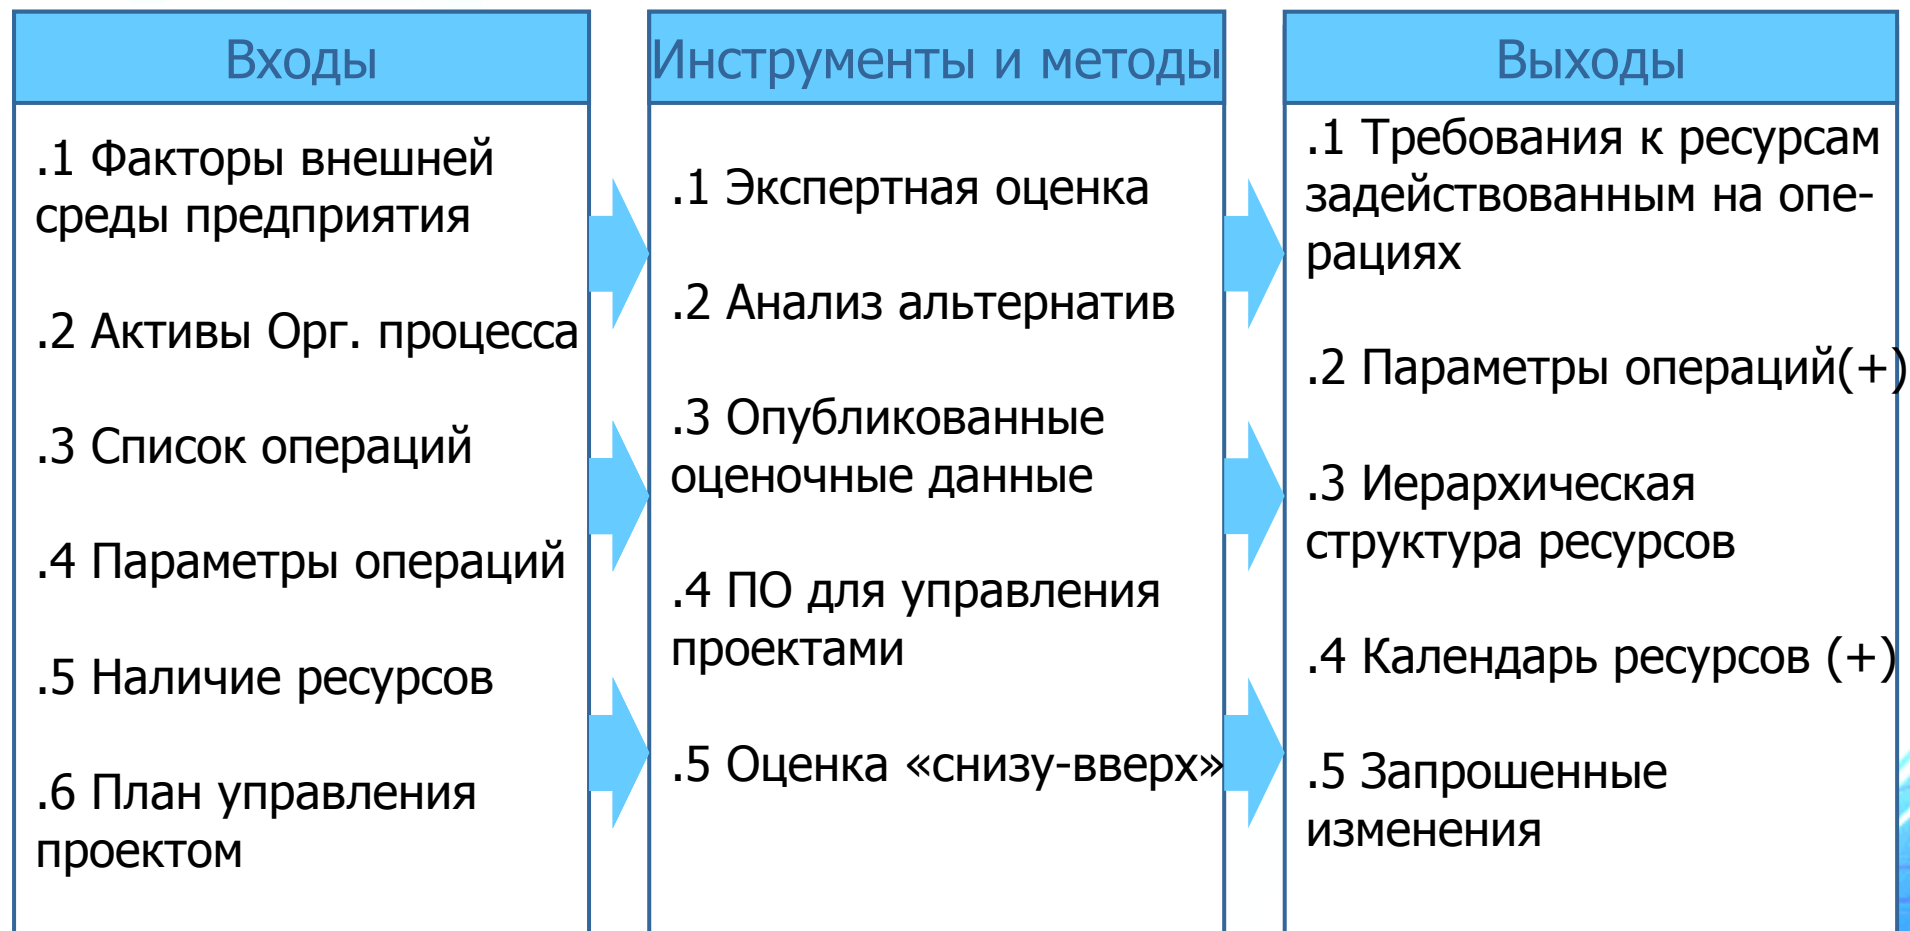 Входы
.1 Факторы внешней
среды предприятия
.2 Активы Орг. процесса
.3 Список операций
.4 Параметры операций
.5 Наличие ресурсов
.6 План управления
проектом
Инструменты и методы
.1 Экспертная оценка
.2 Анализ альтернатив
.3 Опубликованные
оценочные данные
.4 ПО для управления
проектами
.5 Оценка «снизу-вверх»
Выходы
.1 Требования к ресурсам
задействованным на опе-
рациях
.2 Параметры операций(+)
.3 Иерархическая
структура ресурсов
.4 Календарь ресурсов (+)
.5 Запрошенные
изменения